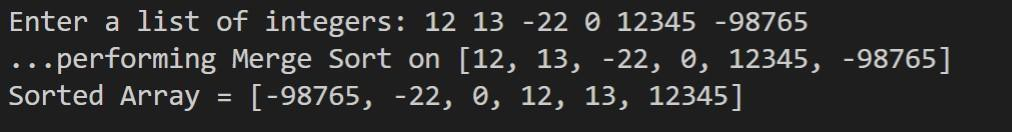 Enter a list of integers: 12 13 -22 0 12345 -98765
...performing Merge Sort on [12, 13, -22, 0, 12345, -98765]
Sorted Array = [-98765, -22, 0, 12, 13, 12345]